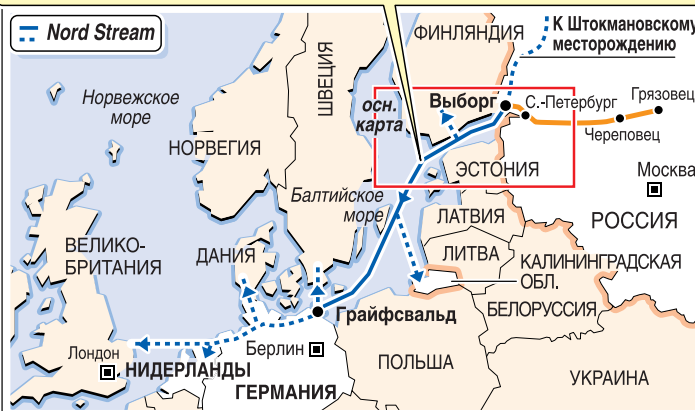 Nord Stream
ФИНЛЯНДИЯ
К Штокмановскому
месторождению
ШВЕЦИЯ
Норвежское
море
осн.
карта
Выборг
С.-Петербург
Грязовец
Череповец
НОРВЕГИЯ
ЭСТОНИЯ
Москва
Балтийское
море
ЛАТВИЯ
РОССИЯ
ВЕЛИКО-
БРИТАНИЯ
ДАНИЯ
ЛИТВА
КАЛИНИНГРАДСКАЯ
ОБЛ.
БЕЛОРУССИЯ
Грайфсвальд
Лондон
НИДЕРЛАНДЫ
Берлин
ПОЛЬША
ГЕРМАНИЯ
УКРАИНА